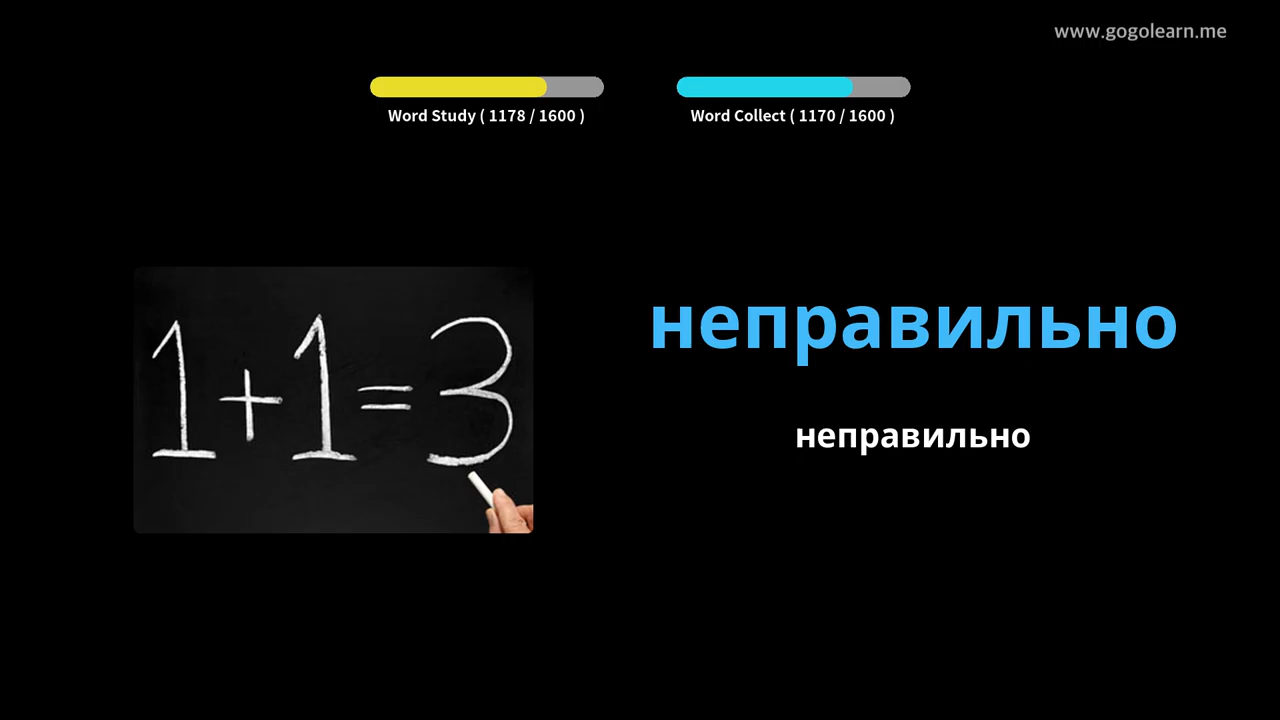 www.gogolearn.me
Word Study ( 1178 / 1600 )
Word Collect ( 1170 / 1600 )
1+1=3
неправильно
неправильно